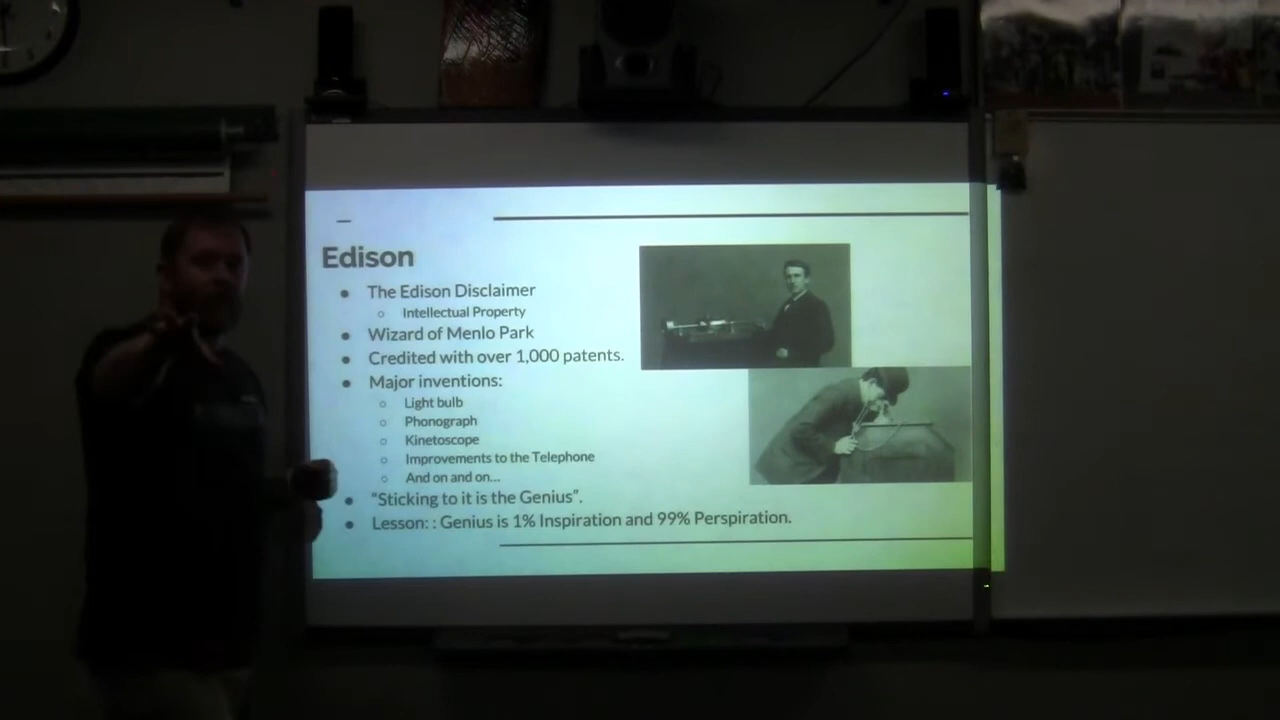 Edison
The Edison Disclaimer
Intellectual Property
Wizard of Menlo Park
Credited with over 1,000 patents.
Major inventions:
Light bulb
Phonograph
Kinetoscope
Improvements to the Telephone
And on and on...
“Sticking to it is the Genius”.
Lesson: : Genius is 1% Inspiration and 99% Perspiration.